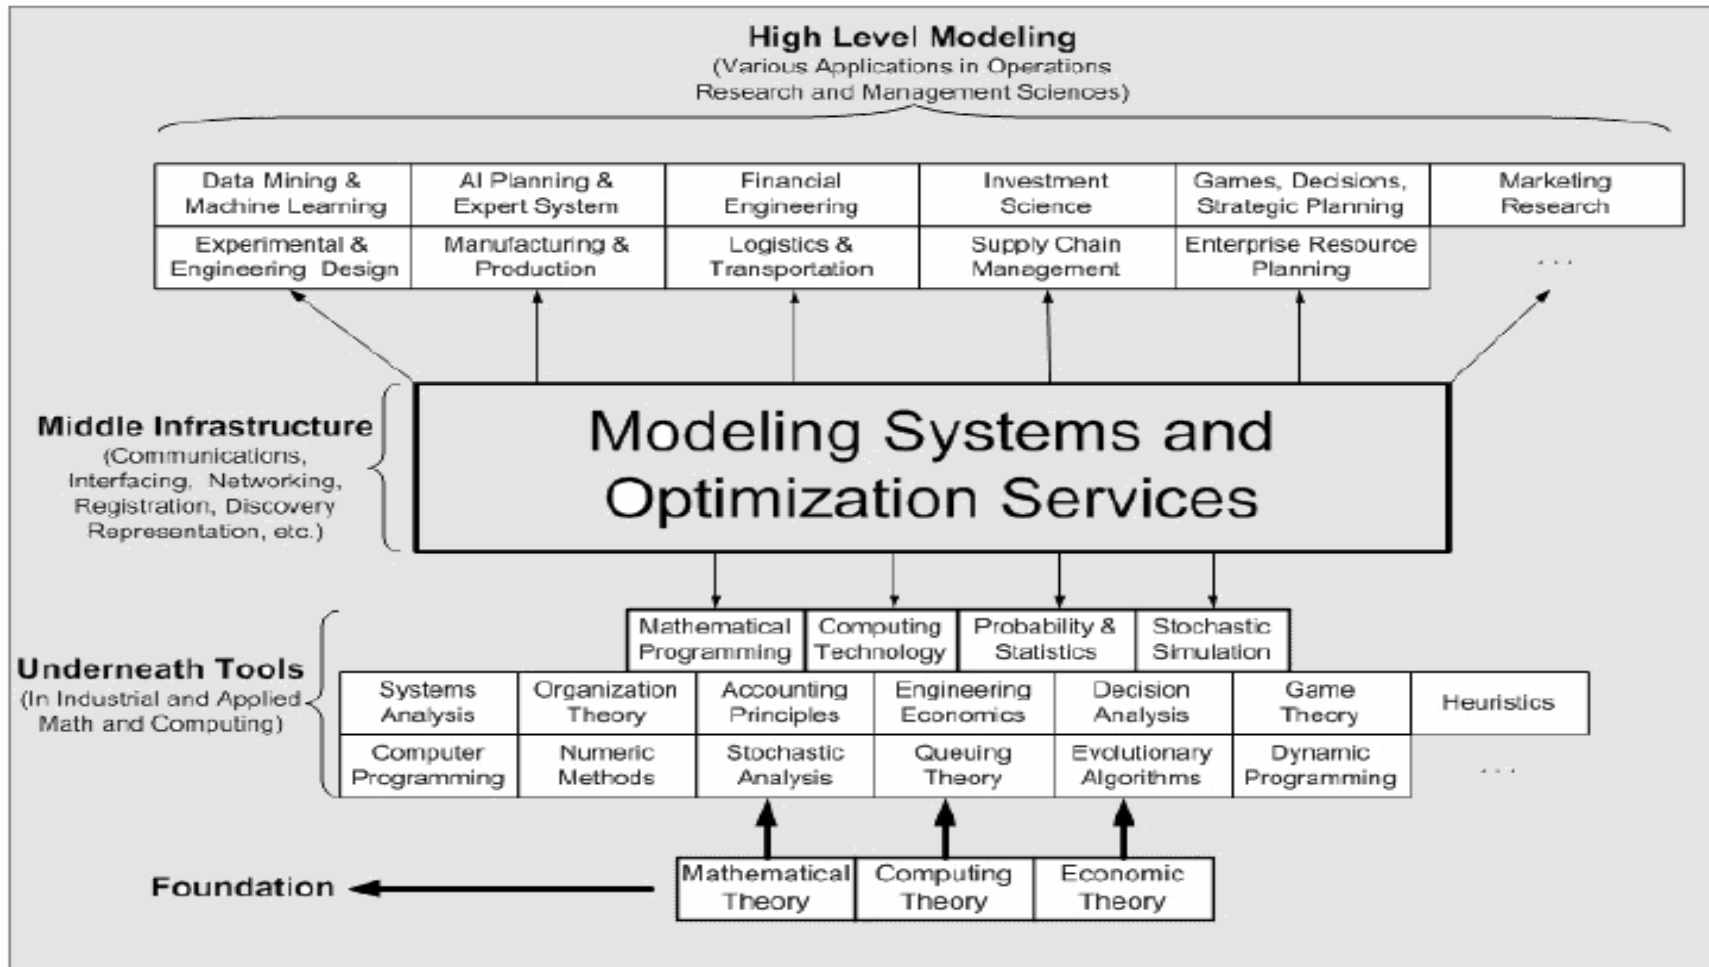 High Level Modeling
(Various Applications in Operations
Research and Management Sciences)
Data Mining &
Machine Learning
AI Planning &
Expert System
Financial
Engineering
Investment
Science
Games, Decisions,
Strategic Planning
Marketing
Research
Experimental &
Engineering Design
Manufacturing &
Production
Logistics &
Transportation
Supply Chain
Management
Enterprise Resource
Planning
...
Middle Infrastructure
(Communications,
Interfacing, Networking,
Registration, Discovery
Representation, etc.)
Modeling Systems and
Optimization Services
Mathematical
Programming
Computing
Technology
Probability &
Statistics
Stochastic
Simulation
Underneath Tools
(In Industrial and Applied
Math and Computing)
Systems
Analysis
Organization
Theory
Accounting
Principles
Engineering
Economics
Decision
Analysis
Game
Theory
Heuristics
Computer
Programming
Numeric
Methods
Stochastic
Analysis
Queuing
Theory
Evolutionary
Algorithms
Dynamic
Programming
...
Foundation
Mathematical
Theory
Computing
Theory
Economic
Theory